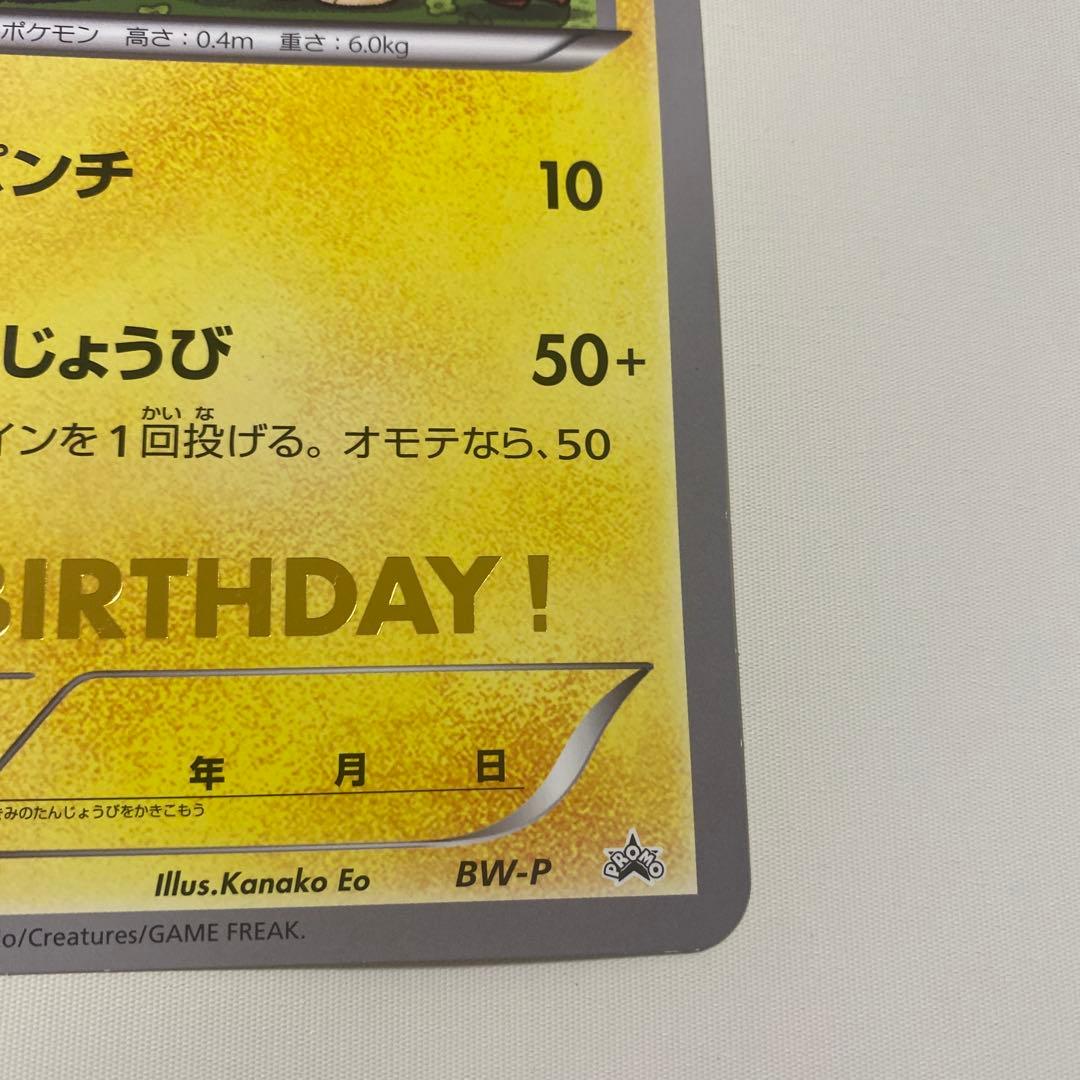 ポケモン 高さ：0.4m 重さ：6.0kg
パンチ 10
じょうび 50+
かい な
インを1回投げる。オモテなら、50
BIRTHDAY!
年 月 日
きみのたんじょうびをかきこもう
Illus.Kanako Eo BW-P PROMO
do/Creatures/GAME FREAK.